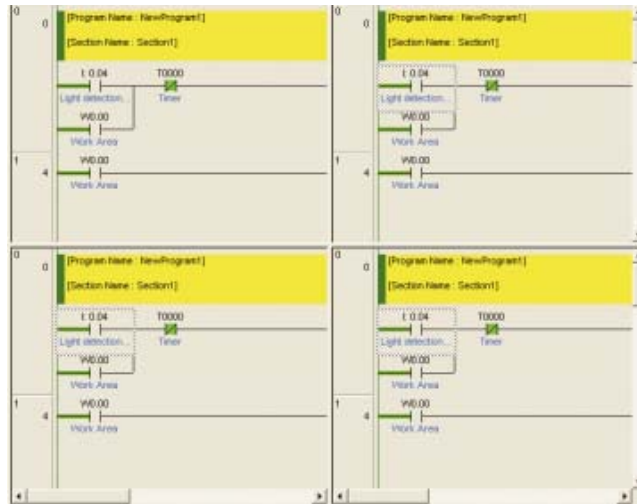 0
0
[Program Name : NewProgram1]
[Section Name : Section1]
I: 0.04 T0000
Light detection... Timer
W0.00
Work Area
1
4
W0.00
Work Area
0
0
[Program Name : NewProgram1]
[Section Name : Section1]
I: 0.04 T0000
Light detection... Timer
W0.00
Work Area
1
4
W0.00
Work Area
0
0
[Program Name : NewProgram1]
[Section Name : Section1]
I: 0.04 T0000
Light detection... Timer
W0.00
Work Area
1
4
W0.00
Work Area
0
0
[Program Name : NewProgram1]
[Section Name : Section1]
I: 0.04 T0000
Light detection... Timer
W0.00
Work Area
1
4
W0.00
Work Area